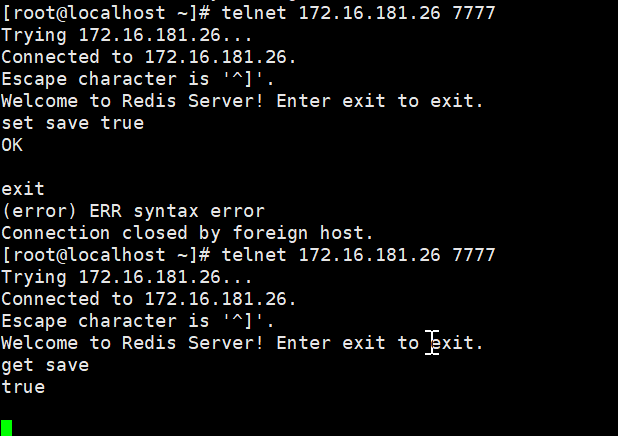 [root@localhost ~]# telnet 172.16.181.26 7777
Trying 172.16.181.26...
Connected to 172.16.181.26.
Escape character is '^]'.
Welcome to Redis Server! Enter exit to exit.
set save true
OK
exit
(error) ERR syntax error
Connection closed by foreign host.
[root@localhost ~]# telnet 172.16.181.26 7777
Trying 172.16.181.26...
Connected to 172.16.181.26.
Escape character is '^]'.
Welcome to Redis Server! Enter exit to exit.
get save
true